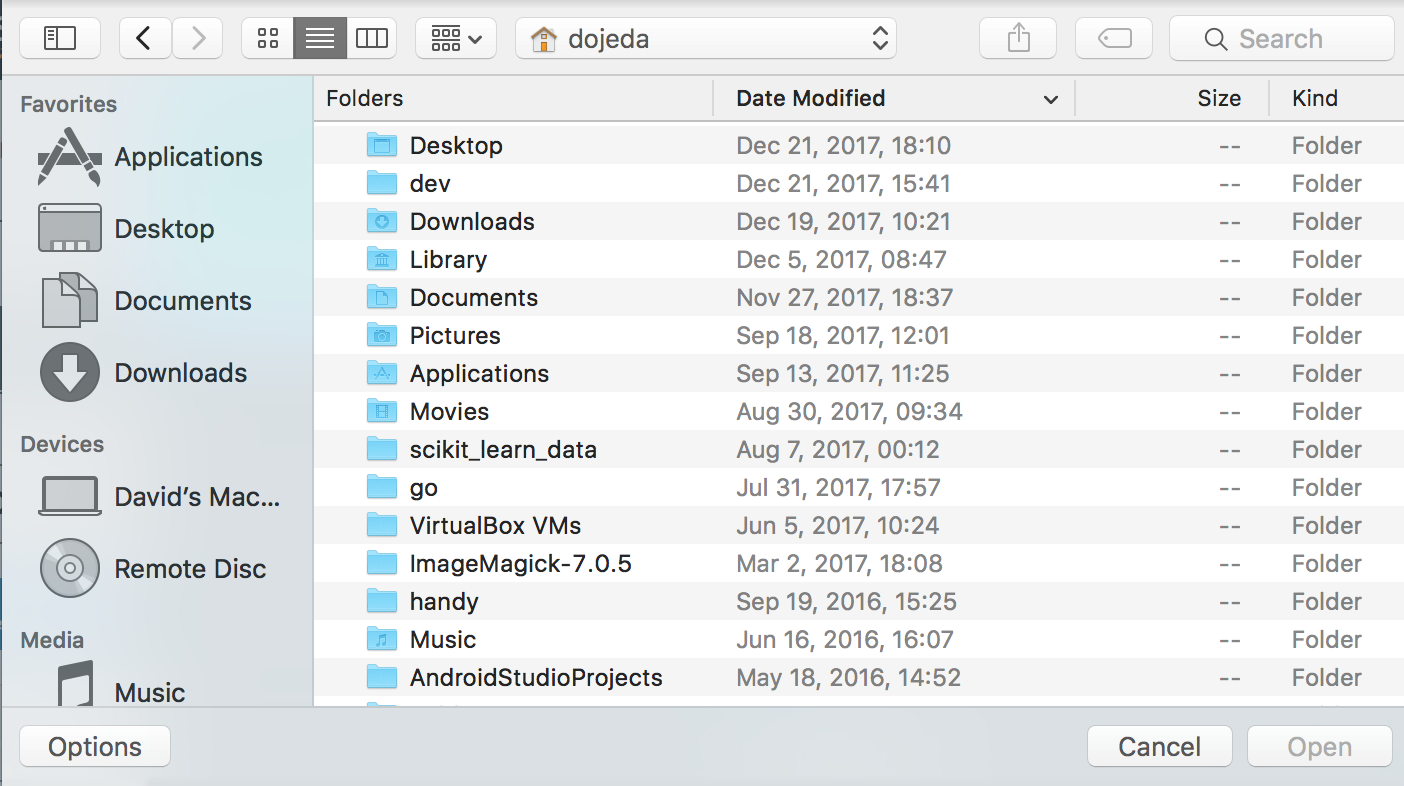 dojeda
Search
Favorites
Applications
Desktop
Documents
Downloads
Devices
David’s Mac...
Remote Disc
Media
Music
Folders Date Modified Size Kind
Desktop Dec 21, 2017, 18:10 -- Folder
dev Dec 21, 2017, 15:41 -- Folder
Downloads Dec 19, 2017, 10:21 -- Folder
Library Dec 5, 2017, 08:47 -- Folder
Documents Nov 27, 2017, 18:37 -- Folder
Pictures Sep 18, 2017, 12:01 -- Folder
Applications Sep 13, 2017, 11:25 -- Folder
Movies Aug 30, 2017, 09:34 -- Folder
scikit_learn_data Aug 7, 2017, 00:12 -- Folder
go Jul 31, 2017, 17:57 -- Folder
VirtualBox VMs Jun 5, 2017, 10:24 -- Folder
ImageMagick-7.0.5 Mar 2, 2017, 18:08 -- Folder
handy Sep 19, 2016, 15:25 -- Folder
Music Jun 16, 2016, 16:07 -- Folder
AndroidStudioProjects May 18, 2016, 14:52 -- Folder
Options
Cancel
Open